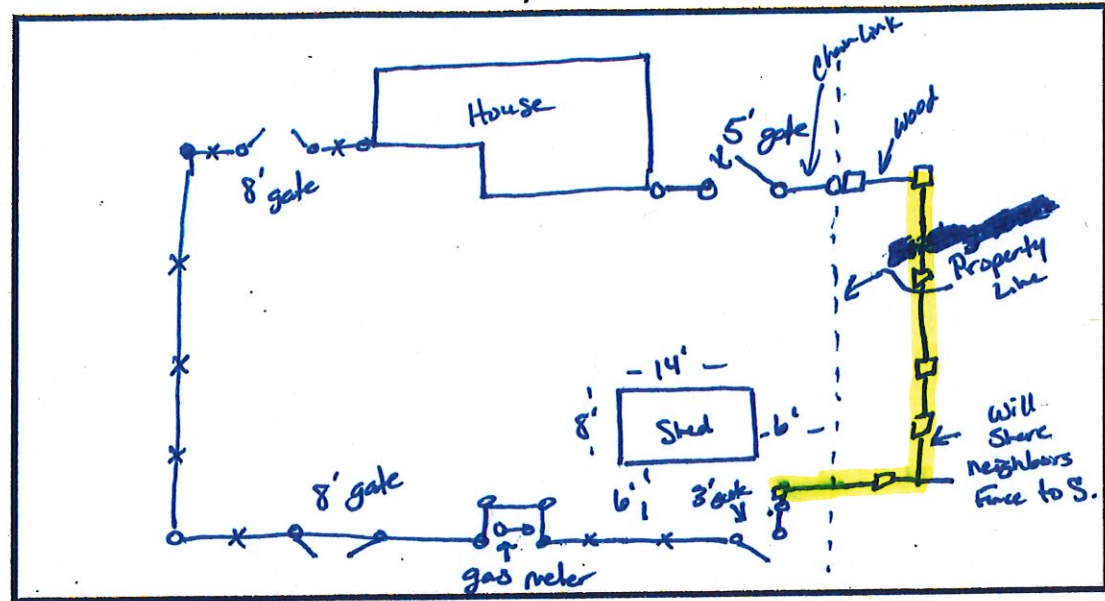 Chain Link
House
5' gate
Wood
8' gate
Property
Line
- 14' -
8'
Shed
- 6' -
Will
Share
neighbors
Fence to S.
6'
3' gate
8' gate
gas meter